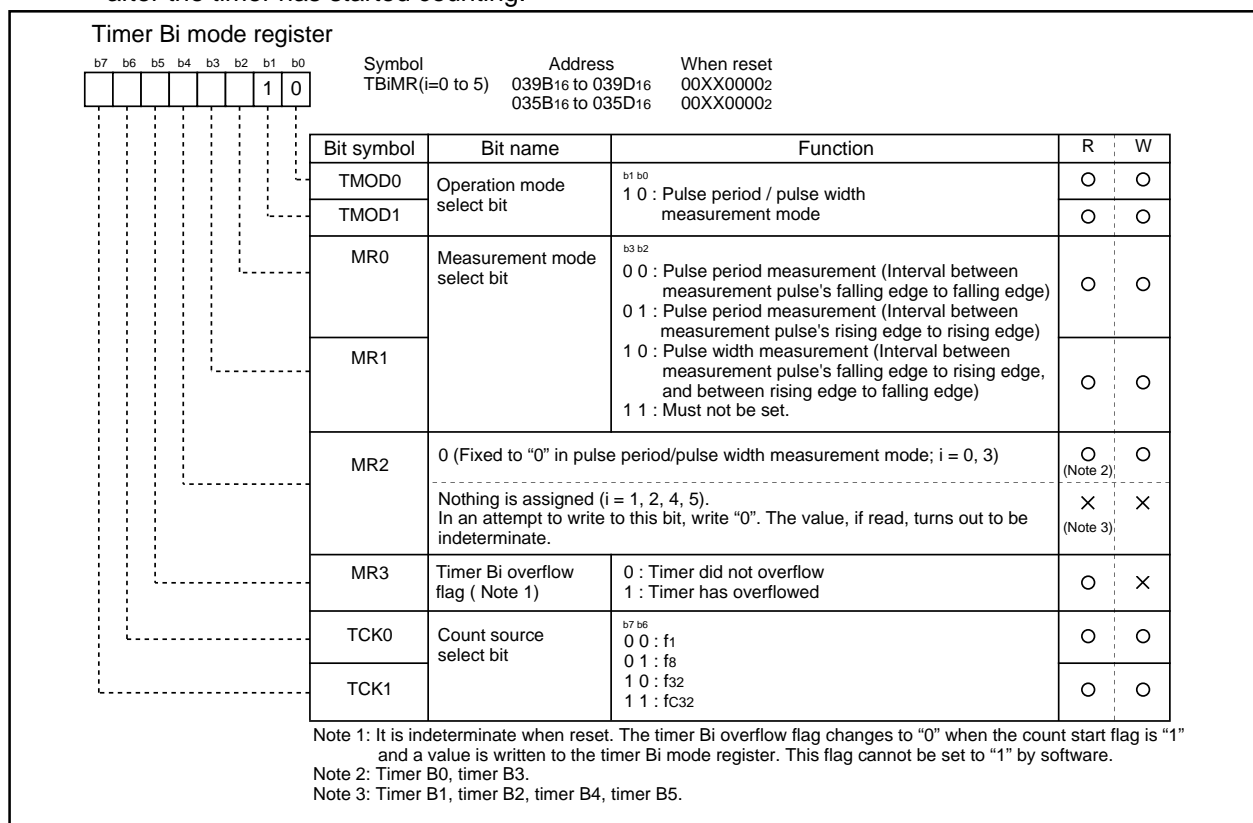 after the timer has started counting.
Timer Bi mode register
b7 b6 b5 b4 b3 b2 b1 b0
1 0
Symbol Address When reset
TBiMR(i=0 to 5) 039B16 to 039D16 00XX00002
035B16 to 035D16 00XX00002
Bit symbol Bit name Function R W
TMOD0
TMOD1
Operation mode
select bit
b1 b0
1 0 : Pulse period / pulse width
measurement mode
MR0
MR1
Measurement mode
select bit
b3 b2
0 0 : Pulse period measurement (Interval between
measurement pulse's falling edge to falling edge)
0 1 : Pulse period measurement (Interval between
measurement pulse's rising edge to rising edge)
1 0 : Pulse width measurement (Interval between
measurement pulse's falling edge to rising edge,
and between rising edge to falling edge)
1 1 : Must not be set.
MR2
0 (Fixed to “0” in pulse period/pulse width measurement mode; i = 0, 3)
(Note 2)
Nothing is assigned (i = 1, 2, 4, 5).
In an attempt to write to this bit, write “0”. The value, if read, turns out to be
indeterminate.
(Note 3)
MR3
Timer Bi overflow
flag ( Note 1)
0 : Timer did not overflow
1 : Timer has overflowed
TCK0
TCK1
Count source
select bit
b7 b6
0 0 : f1
0 1 : f8
1 0 : f32
1 1 : fC32
Note 1: It is indeterminate when reset. The timer Bi overflow flag changes to “0” when the count start flag is “1”
and a value is written to the timer Bi mode register. This flag cannot be set to “1” by software.
Note 2: Timer B0, timer B3.
Note 3: Timer B1, timer B2, timer B4, timer B5.